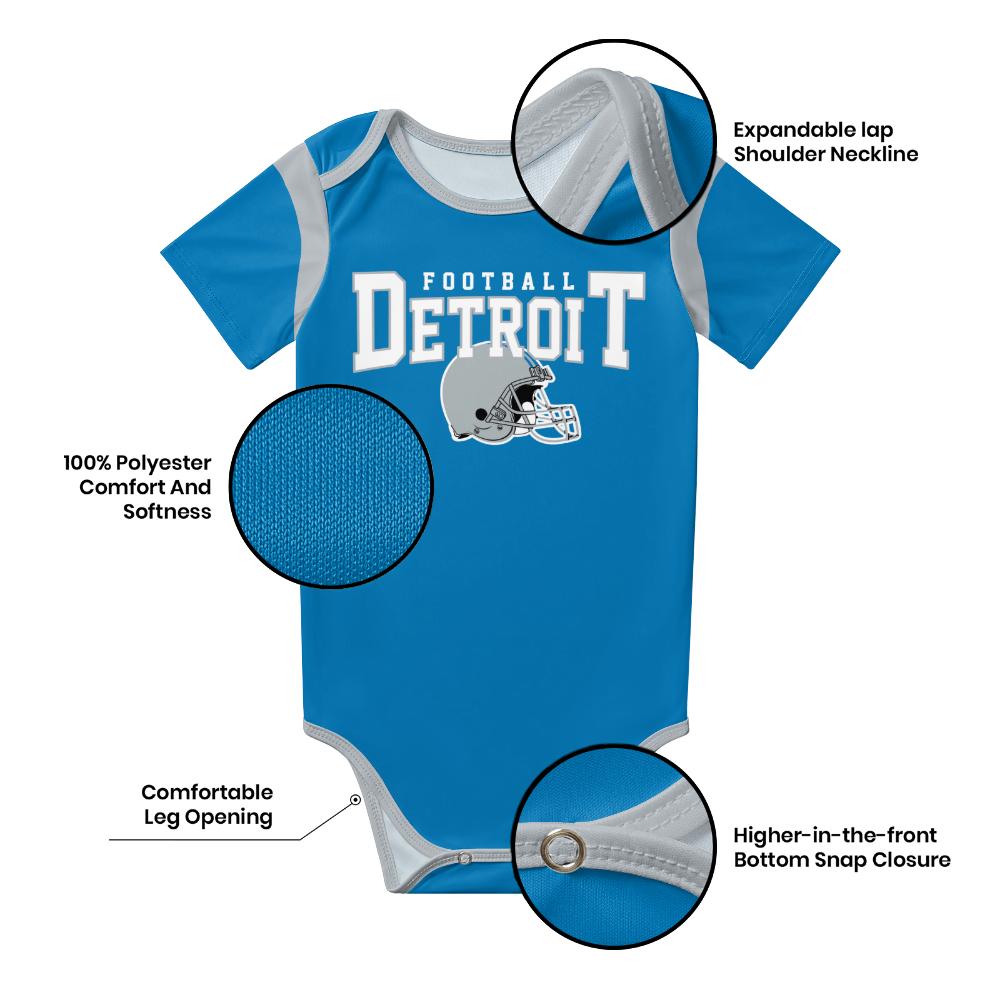 Expandable lap
Shoulder Neckline
FOOTBALL
DETROIT
100% Polyester
Comfort And
Softness
Comfortable
Leg Opening
Higher-in-the-front
Bottom Snap Closure